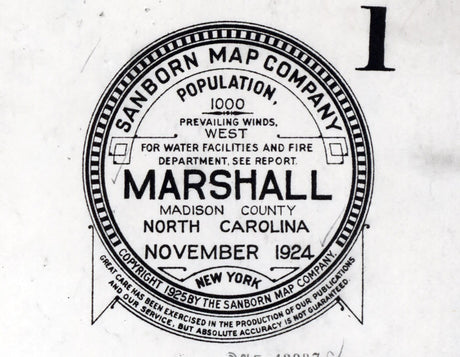 1
SANBORN MAP COMPANY
POPULATION,
1000
PREVAILING WINDS,
WEST
FOR WATER FACILITIES AND FIRE
DEPARTMENT, SEE REPORT.
MARSHALL
MADISON COUNTY
NORTH CAROLINA
NOVEMBER 1924
NEW YORK
COPYRIGHT 1925 BY THE SANBORN MAP COMPANY.
GREAT CARE HAS BEEN EXERCISED IN THE PRODUCTION OF OUR PUBLICATIONS
AND OUR SERVICE, BUT ABSOLUTE ACCURACY IS NOT GUARANTEED.